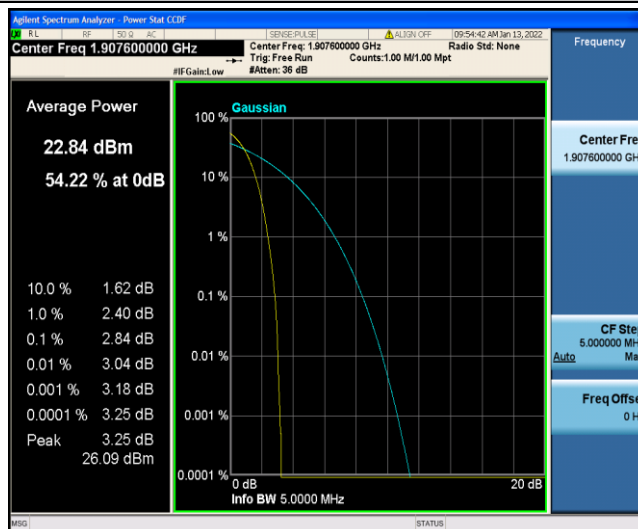 Agilent Spectrum Analyzer - Power Stat CCDF
RL RF 50 Ω AC SENSE:PULSE ALIGN OFF 09:54:42 AM Jan 13, 2022
Center Freq 1.907600000 GHz
Center Freq: 1.907600000 GHz Radio Std: None
Trig: Free Run Counts:1.00 M/1.00 Mpt
#IFGain:Low #Atten: 36 dB
Frequency
Average Power
22.84 dBm
54.22 % at 0dB
10.0 % 1.62 dB
1.0 % 2.40 dB
0.1 % 2.84 dB
0.01 % 3.04 dB
0.001 % 3.18 dB
0.0001 % 3.25 dB
Peak 3.25 dB
26.09 dBm
Gaussian
100 %
10 %
1 %
0.1 %
0.01 %
0.001 %
0.0001 %
0 dB 20 dB
Info BW 5.0000 MHz
Center Fre
1.907600000 GH
CF Ste
5.000000 MH
Auto Ma
Freq Offse
0 H
MSG STATUS